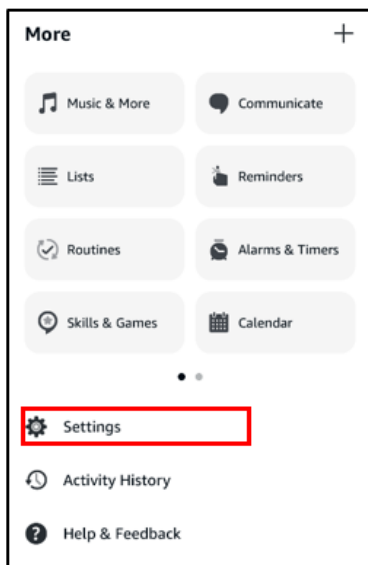 More
Music & More
Communicate
Lists
Reminders
Routines
Alarms & Timers
Skills & Games
Calendar
Settings
Activity History
Help & Feedback